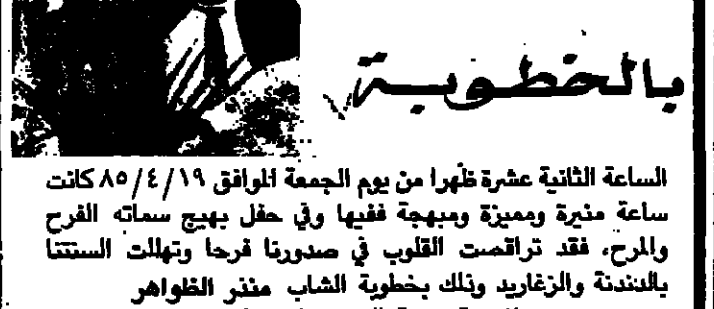 بالخطوبة
الساعة الثانية عشرة ظهرا من يوم الجمعة الموافق ٨٥/٤/١٩ كانت
ساعة منيرة ومميزة ومبهجة ففيها وفي حفل بهيج سماته الفرح
والمرح، فقد تراقصت القلوب في صدورنا فرحا وتهللت السنتنا
بالدندنة والزغاريد وذلك بخطوبة الشاب منذر الظواهر